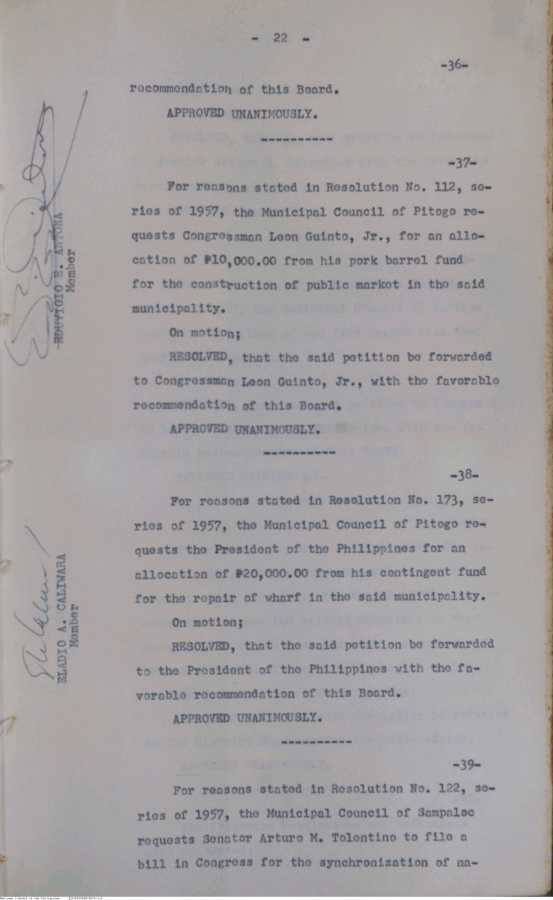 - 22 -
-36-
recommendation of this Board.
APPROVED UNANIMOUSLY.
-----------
-37-
For reasons stated in Resolution No. 112, se-
ries of 1957, the Municipal Council of Pitogo re-
quests Congressman Leon Guinto, Jr., for an allo-
cation of ₱10,000.00 from his pork barrel fund
for the construction of public market in the said
municipality.
On motion;
RESOLVED, that the said petition be forwarded
to Congressman Leon Guinto, Jr., with the favorable
recommendation of this Board.
APPROVED UNANIMOUSLY.
-----------
-38-
For reasons stated in Resolution No. 173, se-
ries of 1957, the Municipal Council of Pitogo re-
quests the President of the Philippines for an
allocation of ₱20,000.00 from his contingent fund
for the repair of wharf in the said municipality.
On motion;
RESOLVED, that the said petition be forwarded
to the President of the Philippines with the fa-
vorable recommendation of this Board.
APPROVED UNANIMOUSLY.
-----------
-39-
For reasons stated in Resolution No. 122, se-
ries of 1957, the Municipal Council of Sampaloc
requests Senator Arturo M. Tolentino to file a
bill in Congress for the synchronization of na-
Member
ELADIO A. CALIWARA
Member